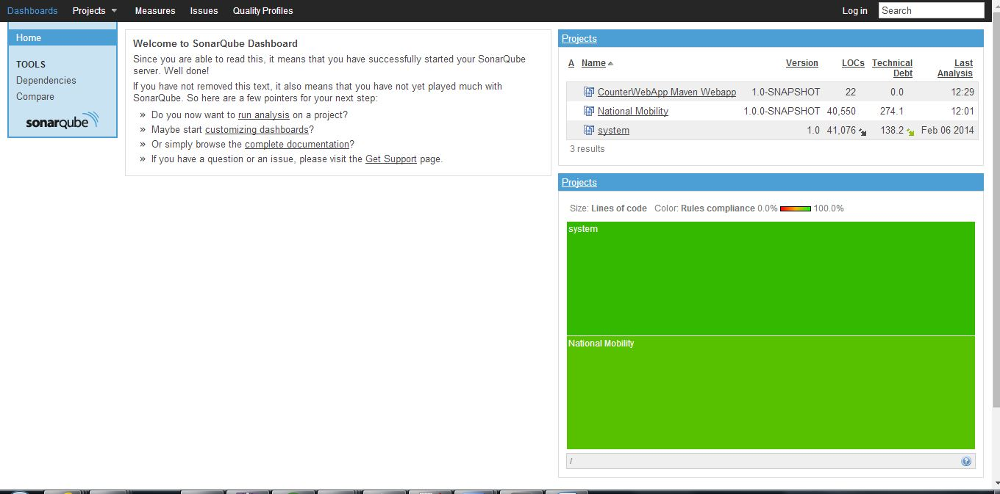 Dashboards Projects Measures Issues Quality Profiles Log in Search
Home
TOOLS
Dependencies
Compare
sonarqube
Welcome to SonarQube Dashboard
Since you are able to read this, it means that you have successfully started your SonarQube
server. Well done!
If you have not removed this text, it also means that you have not yet played much with
SonarQube. So here are a few pointers for your next step:
» Do you now want to run analysis on a project?
» Maybe start customizing dashboards?
» Or simply browse the complete documentation?
» If you have a question or an issue, please visit the Get Support page.
Projects
A Name Version LOCs Technical Debt Last Analysis
CounterWebApp Maven Webapp 1.0-SNAPSHOT 22 0.0 12:29
National Mobility 1.0.0-SNAPSHOT 40,550 274.1 12:01
system 1.0 41,076 138.2 Feb 06 2014
3 results
Projects
Size: Lines of code Color: Rules compliance 0.0% 100.0%
system
National Mobility
/
?